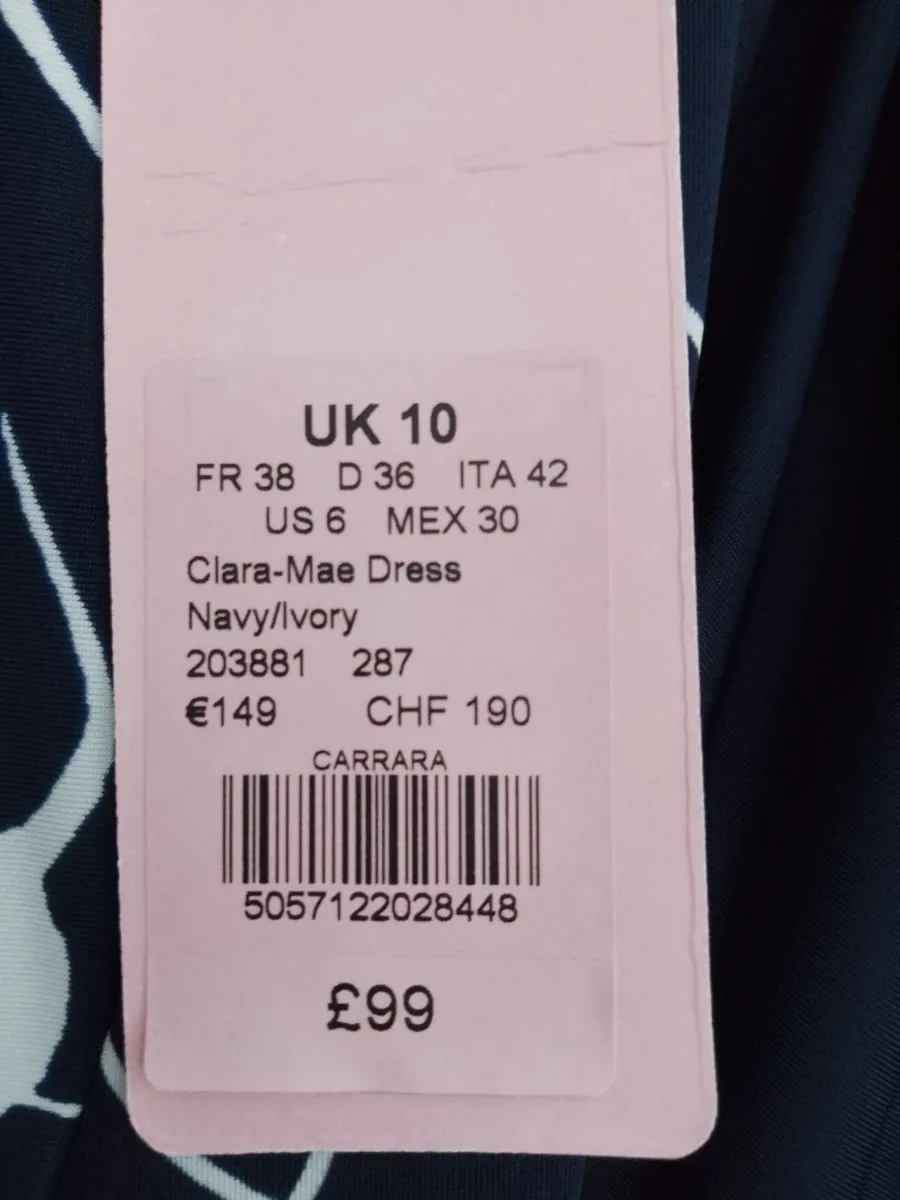 UK 10
FR 38 D 36 ITA 42
US 6 MEX 30
Clara-Mae Dress
Navy/Ivory
203881 287
€149 CHF 190
CARRARA
5057122028448
£99